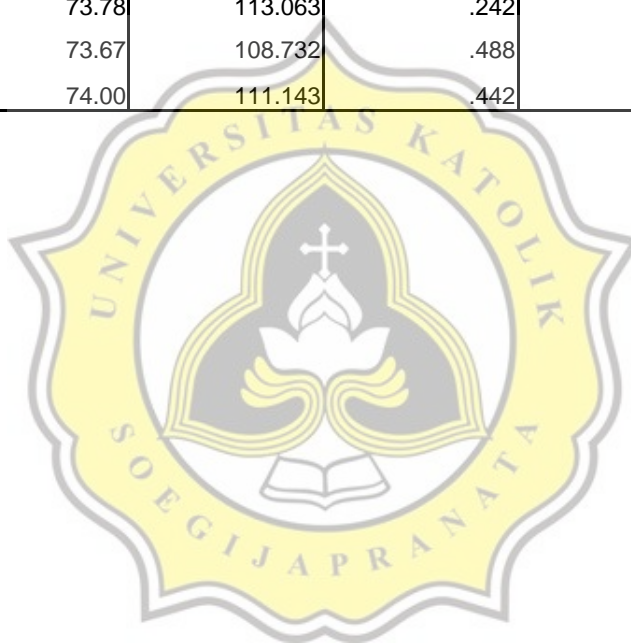 73.78 113.063 .242
73.67 108.732 .488
74.00 111.143 .442
UNIVERSITAS KATOLIK
SOEGIJAPRANATA